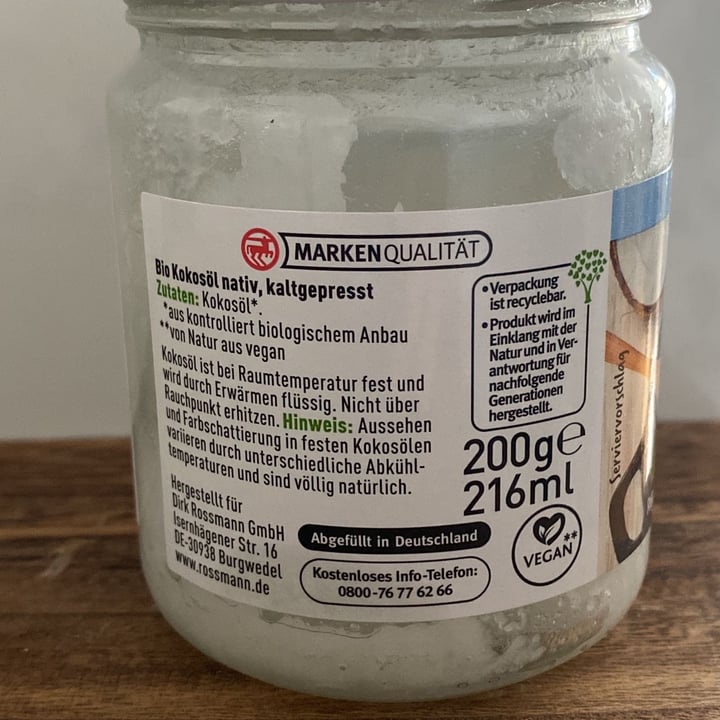 MARKENQUALITÄT
Bio Kokosöl nativ, kaltgepresst
Zutaten: Kokosöl*.
*aus kontrolliert biologischem Anbau
**von Natur aus vegan
Kokosöl ist bei Raumtemperatur fest und
wird durch Erwärmen flüssig. Nicht über
Rauchpunkt erhitzen. Hinweis: Aussehen
und Farbschattierung in festen Kokosölen
variieren durch unterschiedliche Abkühl-
temperaturen und sind völlig natürlich.
Hergestellt für
Dirk Rossmann GmbH
Isernhägener Str. 16
DE-30938 Burgwedel
www.rossmann.de
Abgefüllt in Deutschland
Kostenloses Info-Telefon:
0800-76 77 62 66
• Verpackung
ist recyclebar.
• Produkt wird im
Einklang mit der
Natur und in Ver-
antwortung für
nachfolgende
Generationen
hergestellt.
200g e
216ml
VEGAN**
Serviervorschlag